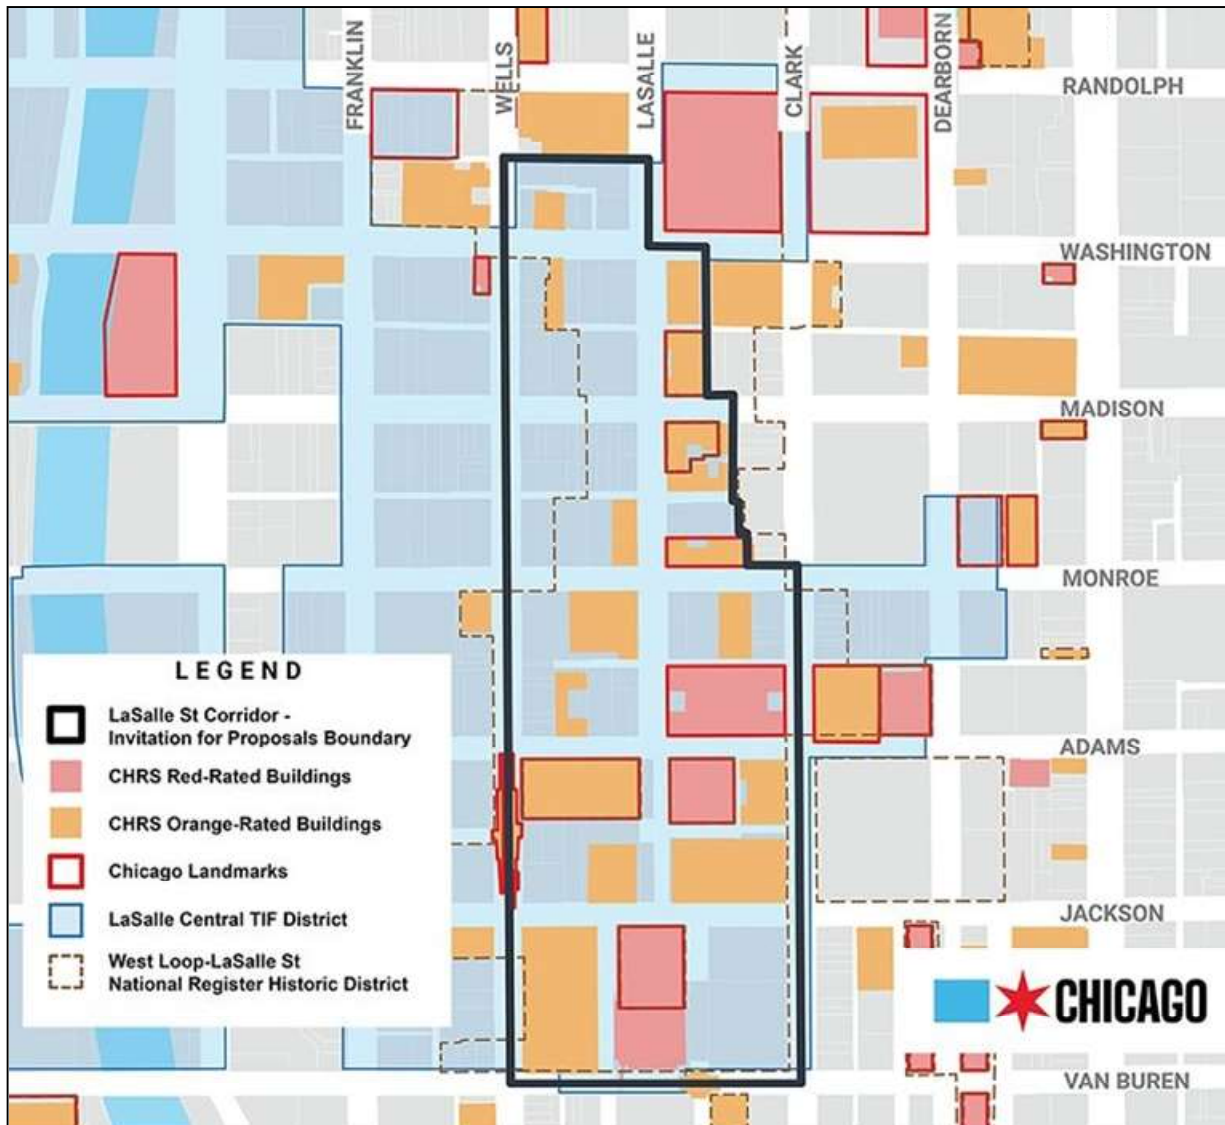 FRANKLIN
WELLS
LASALLE
CLARK
DEARBORN
RANDOLPH
WASHINGTON
MADISON
MONROE
LEGEND
LaSalle St Corridor -
Invitation for Proposals Boundary
CHRS Red-Rated Buildings
CHRS Orange-Rated Buildings
Chicago Landmarks
LaSalle Central TIF District
West Loop-LaSalle St
National Register Historic District
ADAMS
JACKSON
CHICAGO
VAN BUREN